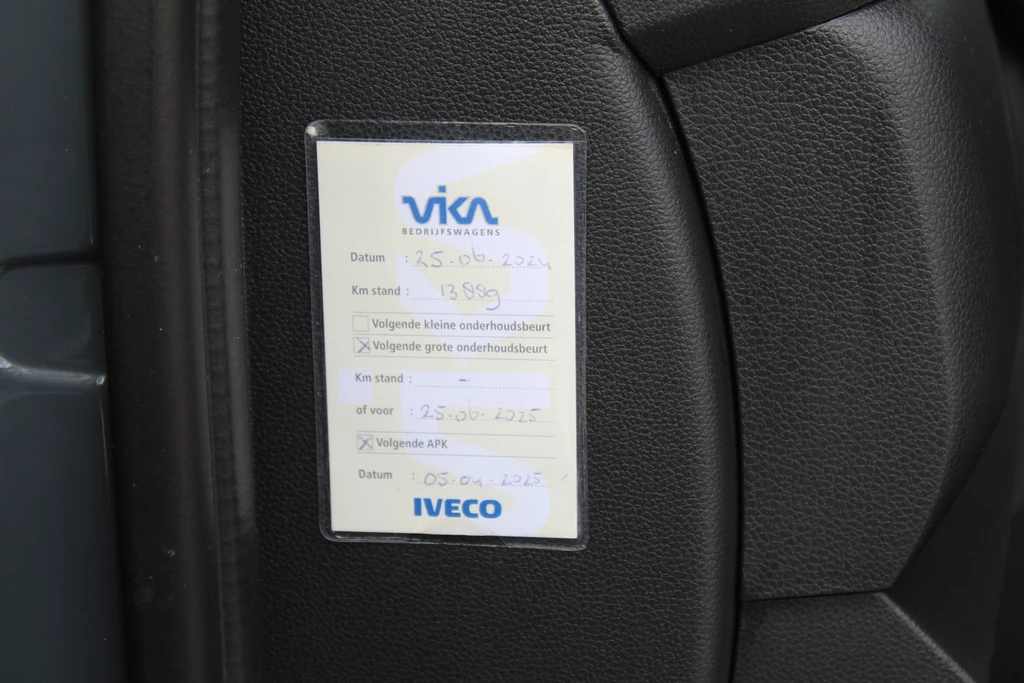 vika
BEDRIJFSWAGENS
Datum : 25-06-2024
Km stand :
Volgende kleine onderhoudsbeurt
Volgende grote onderhoudsbeurt
Km stand : -
of voor : 25-06-2025
Volgende APK
Datum : 05-04-2025
IVECO